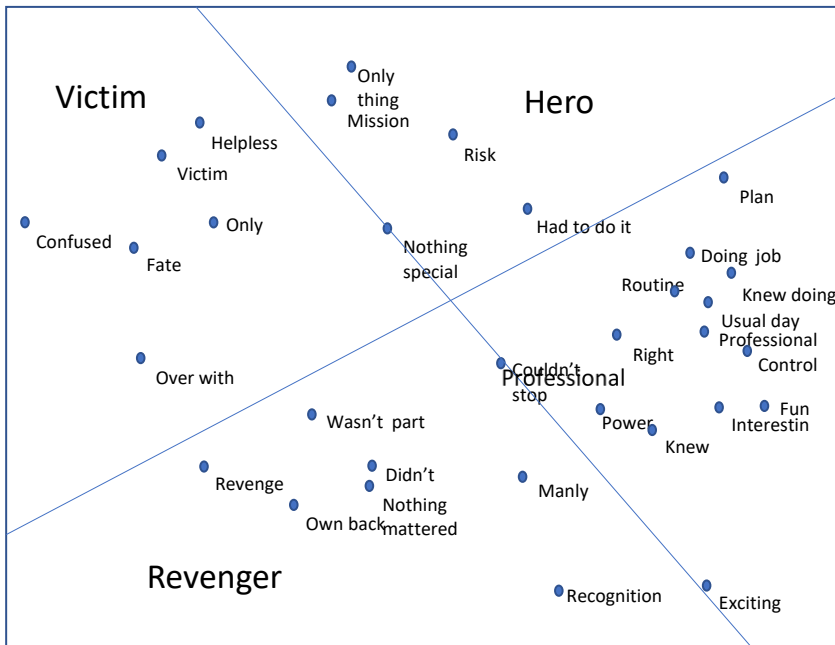 Only
thing
Victim
Hero
Mission
Helpless
Risk
Victim
Plan
Only
Had to do it
Confused
Nothing
special
Fate
Doing job
Routine
Knew doing
Usual day
Professional
Right
Control
Over with
Couldn't
Professional
stop
Fun
Power
Interestin
Wasn't part
Knew
Didn't
Revenge
Manly
Nothing
mattered
Own back
Revenger
Recognition
Exciting